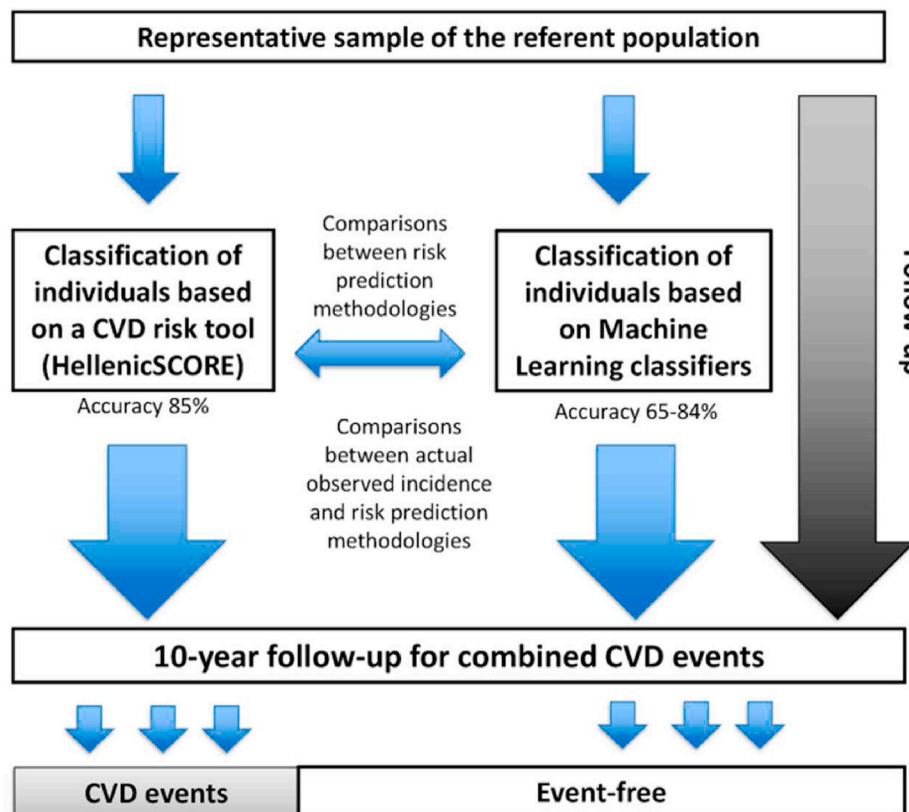 Representative sample of the referent population
Classification of
individuals based
on a CVD risk tool
(HellenicSCORE)
Accuracy 85%
Comparisons
between risk
prediction
methodologies
Comparisons
between actual
observed incidence
and risk prediction
methodologies
Classification of
individuals based
on Machine
Learning classifiers
Accuracy 65-84%
10-year follow-up for combined CVD events
CVD events
Event-free